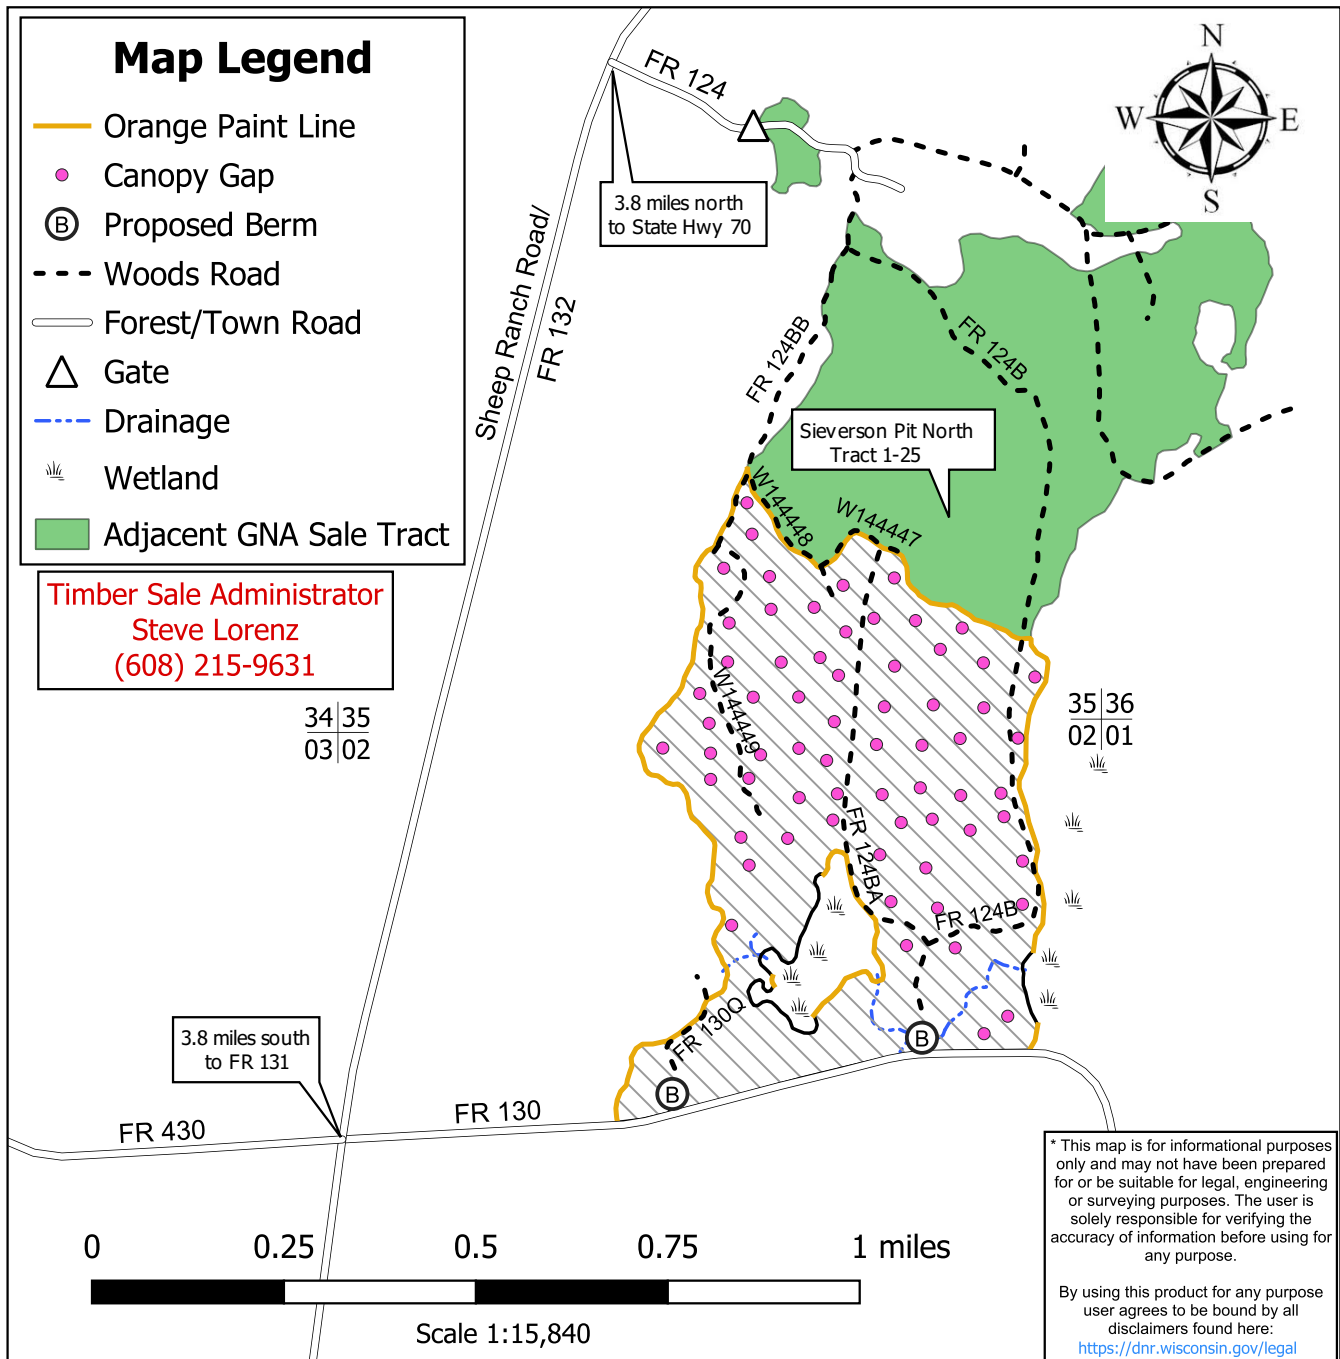 Map Legend
Orange Paint Line
Canopy Gap
B Proposed Berm
Woods Road
Forest/Town Road
Gate
Drainage
Wetland
Adjacent GNA Sale Tract
Timber Sale Administrator
Steve Lorenz
(608) 215-9631
N
W E
S
FR 124
3.8 miles north
to State Hwy 70
Sheep Ranch Road/
FR 132
FR 124BB
FR 124B
Sieverson Pit North
Tract 1-25
W144448
W144447
W144449
34 35
03 02
35 36
02 01
FR 124BA
FR 124B
FR 130Q
B
B
3.8 miles south
to FR 131
FR 430
FR 130
0 0.25 0.5 0.75 1 miles
Scale 1:15,840
* This map is for informational purposes
only and may not have been prepared
for or be suitable for legal, engineering
or surveying purposes. The user is
solely responsible for verifying the
accuracy of information before using for
any purpose.
By using this product for any purpose
user agrees to be bound by all
disclaimers found here:
https://dnr.wisconsin.gov/legal